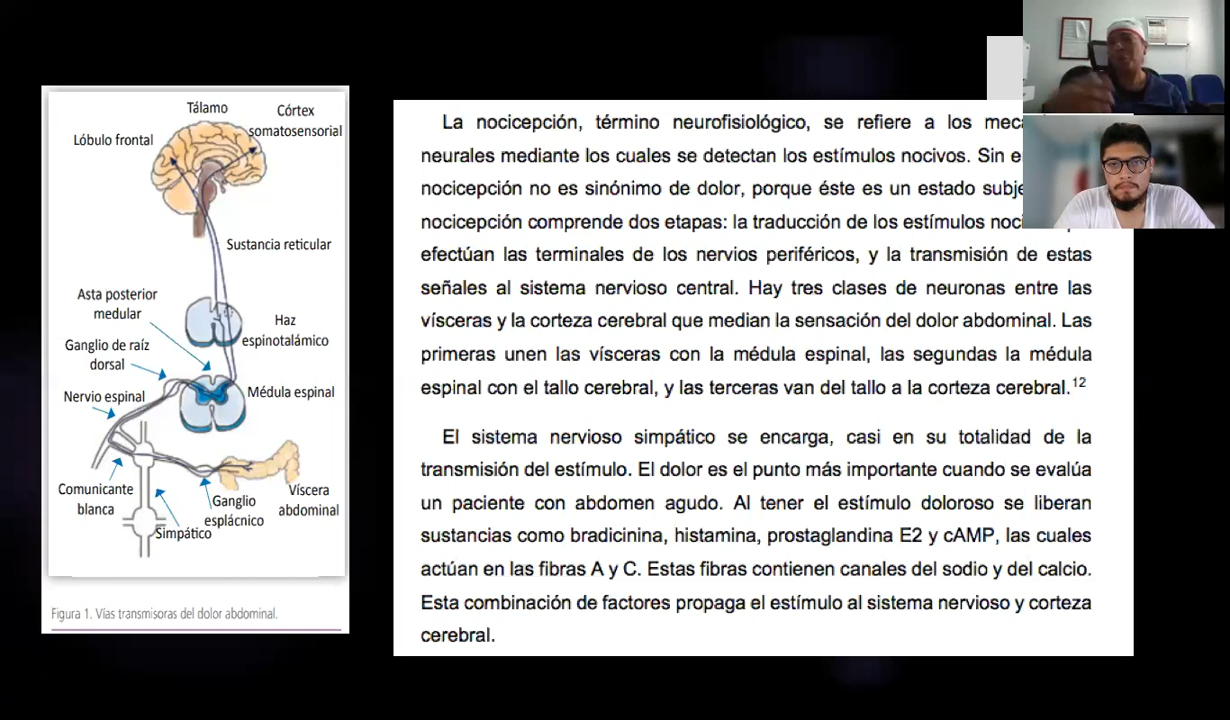 Tálamo
Córtex
somatosensorial
Lóbulo frontal
Sustancia reticular
Asta posterior
medular
Haz
espinotalámico
Ganglio de raíz
dorsal
Nervio espinal
Médula espinal
Comunicante
blanca
Ganglio
esplácnico
Víscera
abdominal
Simpático
Figura 1. Vías transmisoras del dolor abdominal.
La nocicepción, término neurofisiológico, se refiere a los
neurales mediante los cuales se detectan los estímulos nocivos. Sin
nocicepción no es sinónimo de dolor, porque éste es un estado
nocicepción comprende dos etapas: la traducción de los estímulos
efectúan las terminales de los nervios periféricos, y la transmisión de estas
señales al sistema nervioso central. Hay tres clases de neuronas entre las
vísceras y la corteza cerebral que median la sensación del dolor abdominal. Las
primeras unen las vísceras con la médula espinal, las segundas la médula
espinal con el tallo cerebral, y las terceras van del tallo a la corteza cerebral.12
El sistema nervioso simpático se encarga, casi en su totalidad de la
transmisión del estímulo. El dolor es el punto más importante cuando se evalúa
un paciente con abdomen agudo. Al tener el estímulo doloroso se liberan
sustancias como bradicinina, histamina, prostaglandina E2 y cAMP, las cuales
actúan en las fibras A y C. Estas fibras contienen canales del sodio y del calcio.
Esta combinación de factores propaga el estímulo al sistema nervioso y corteza
cerebral.